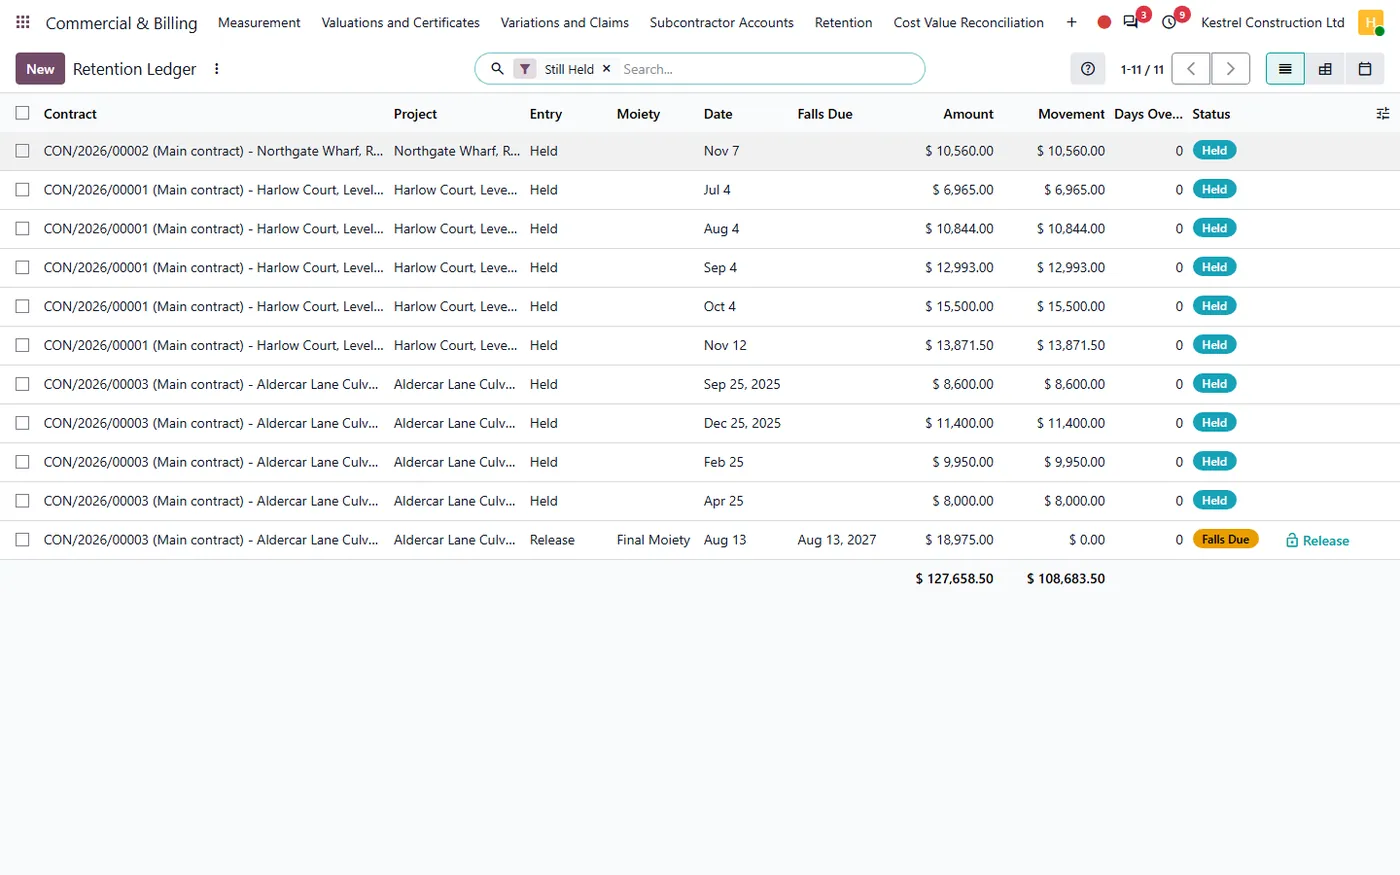 Commercial & Billing Measurement Valuations and Certificates Variations and Claims Subcontractor Accounts Retention Cost Value Reconciliation + 3 9 Kestrel Construction Ltd H
New Retention Ledger Still Held × Search... 1-11 / 11
Contract Project Entry Moiety Date Falls Due Amount Movement Days Ove... Status
CON/2026/00002 (Main contract) - Northgate Wharf, R... Northgate Wharf, R... Held Nov 7 $ 10,560.00 $ 10,560.00 0 Held
CON/2026/00001 (Main contract) - Harlow Court, Level... Harlow Court, Leve... Held Jul 4 $ 6,965.00 $ 6,965.00 0 Held
CON/2026/00001 (Main contract) - Harlow Court, Level... Harlow Court, Leve... Held Aug 4 $ 10,844.00 $ 10,844.00 0 Held
CON/2026/00001 (Main contract) - Harlow Court, Level... Harlow Court, Leve... Held Sep 4 $ 12,993.00 $ 12,993.00 0 Held
CON/2026/00001 (Main contract) - Harlow Court, Level... Harlow Court, Leve... Held Oct 4 $ 15,500.00 $ 15,500.00 0 Held
CON/2026/00001 (Main contract) - Harlow Court, Level... Harlow Court, Leve... Held Nov 12 $ 13,871.50 $ 13,871.50 0 Held
CON/2026/00003 (Main contract) - Aldercar Lane Culv... Aldercar Lane Culv... Held Sep 25, 2025 $ 8,600.00 $ 8,600.00 0 Held
CON/2026/00003 (Main contract) - Aldercar Lane Culv... Aldercar Lane Culv... Held Dec 25, 2025 $ 11,400.00 $ 11,400.00 0 Held
CON/2026/00003 (Main contract) - Aldercar Lane Culv... Aldercar Lane Culv... Held Feb 25 $ 9,950.00 $ 9,950.00 0 Held
CON/2026/00003 (Main contract) - Aldercar Lane Culv... Aldercar Lane Culv... Held Apr 25 $ 8,000.00 $ 8,000.00 0 Held
CON/2026/00003 (Main contract) - Aldercar Lane Culv... Aldercar Lane Culv... Release Final Moiety Aug 13 Aug 13, 2027 $ 18,975.00 $ 0.00 0 Falls Due Release
$ 127,658.50 $ 108,683.50